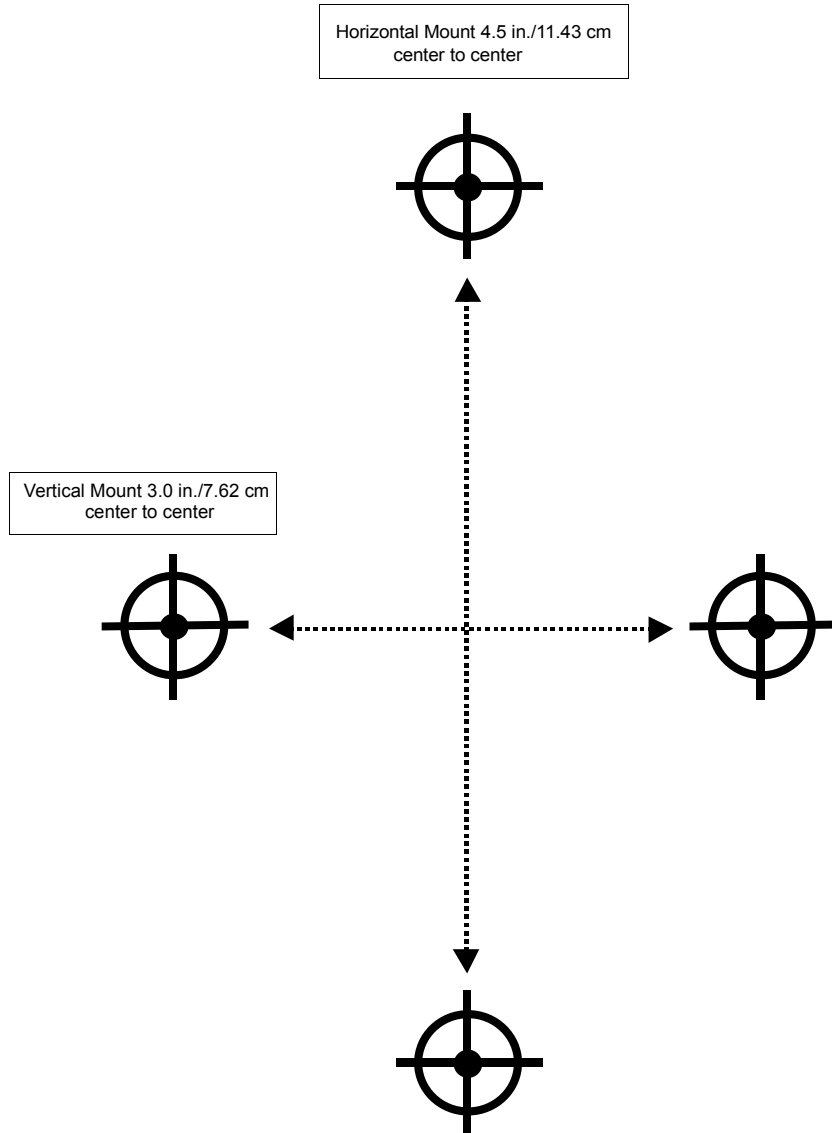 Horizontal Mount 4.5 in./11.43 cm
center to center
Vertical Mount 3.0 in./7.62 cm
center to center